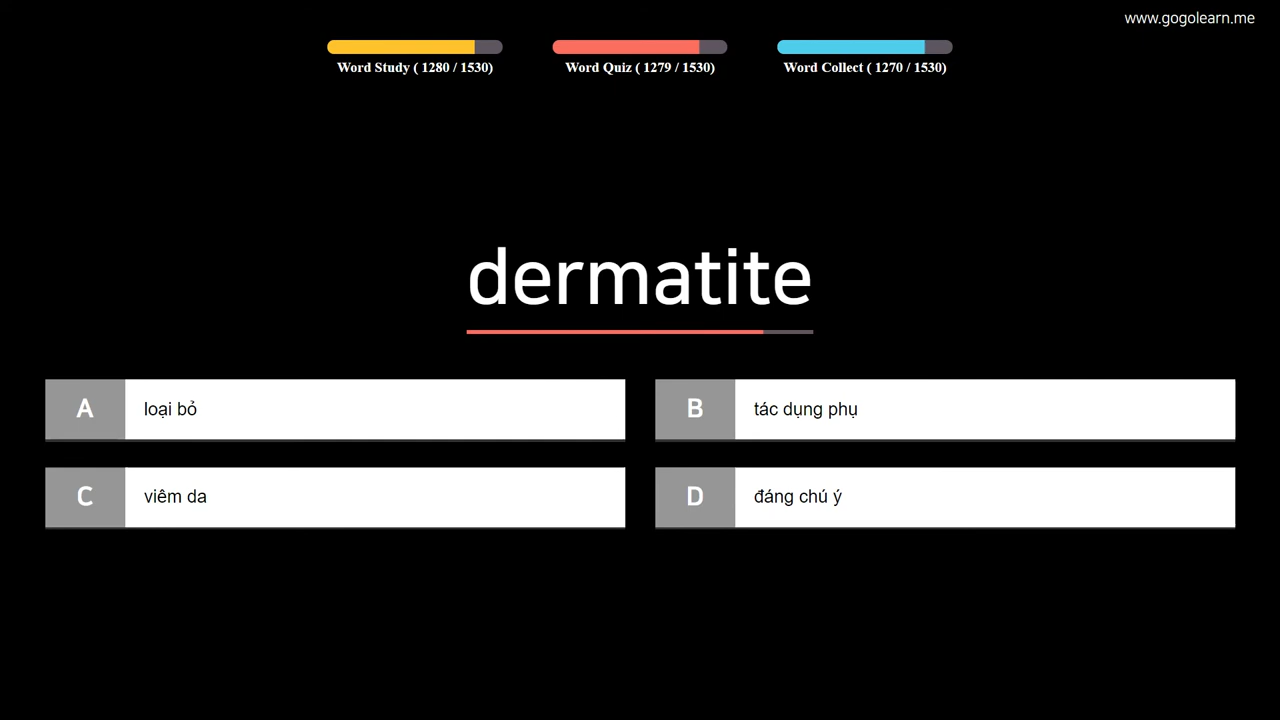 www.gogolearn.me
Word Study ( 1280 / 1530)
Word Quiz ( 1279 / 1530)
Word Collect ( 1270 / 1530)
dermatite
A loại bỏ
B tác dụng phụ
C viêm da
D đáng chú ý